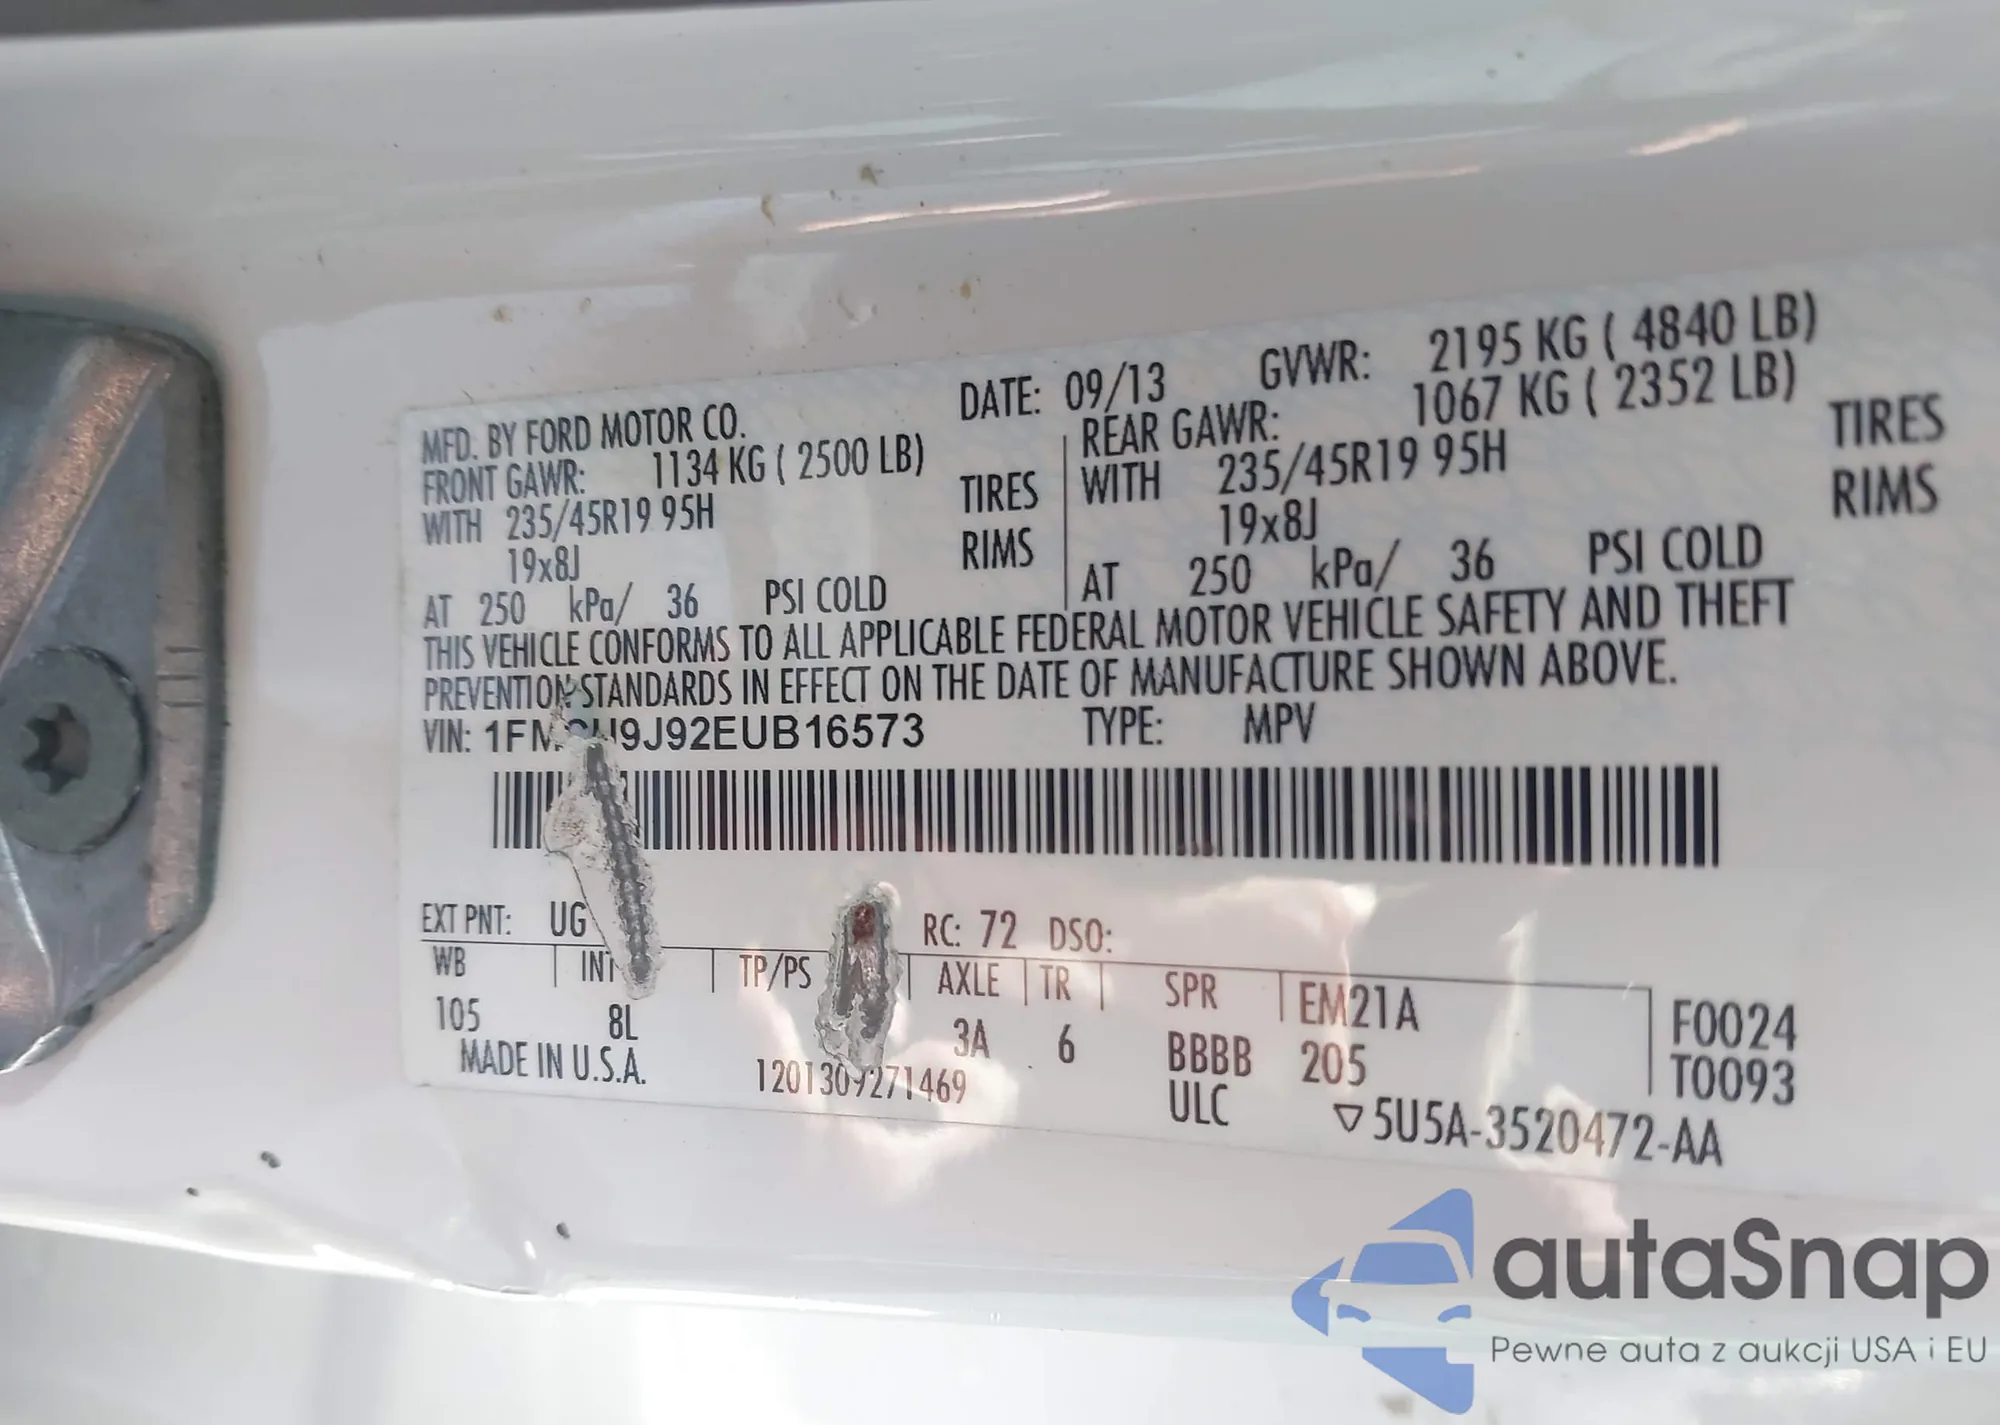 MFD. BY FORD MOTOR CO. DATE: 09/13 GVWR: 2195 KG ( 4840 LB)
FRONT GAWR: 1134 KG ( 2500 LB) REAR GAWR: 1067 KG ( 2352 LB)
WITH 235/45R19 95H TIRES WITH 235/45R19 95H TIRES
19x8J RIMS 19x8J RIMS
AT 250 kPa/ 36 PSI COLD AT 250 kPa/ 36 PSI COLD
THIS VEHICLE CONFORMS TO ALL APPLICABLE FEDERAL MOTOR VEHICLE SAFETY AND THEFT
PREVENTION STANDARDS IN EFFECT ON THE DATE OF MANUFACTURE SHOWN ABOVE.
VIN: TYPE: MPV
EXT PNT: UG RC: 72 DSO:
WB INT TP/PS AXLE TR SPR EM21A F0024
105 8L 3A 6 BBBB 205 T0093
MADE IN U.S.A. ULC ▽5U5A-3520472-AA
autaSnap
Pewne auta z aukcji USA i EU